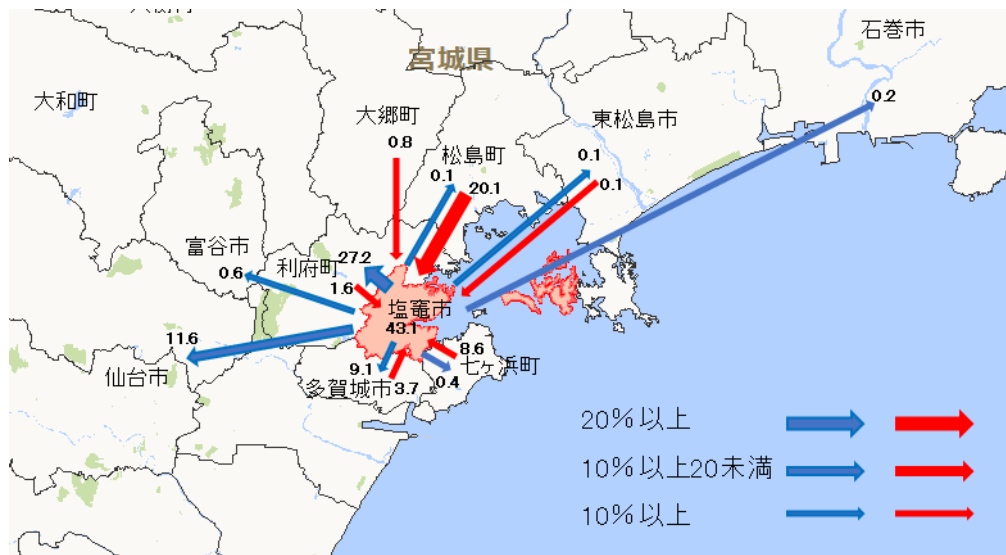 石巻市
宮城県
0.2
大和町
大郷町
東松島市
0.8
松島町
0.1
0.1
20.1
0.1
富谷市
27.2
利府町
0.6
1.6
塩竈市
43.1
11.6
8.6
仙台市
9.1
七ヶ浜町
多賀城市
3.7
0.4
20%以上
10%以上20未満
10%以上